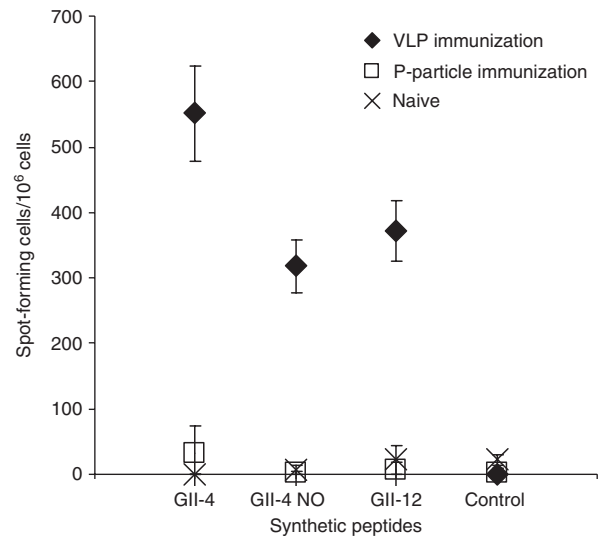 Spot-forming cells/10⁶ cells
700
600
500
400
300
200
100
0
VLP immunization
P-particle immunization
Naive
GII-4
GII-4 NO
GII-12
Control
Synthetic peptides